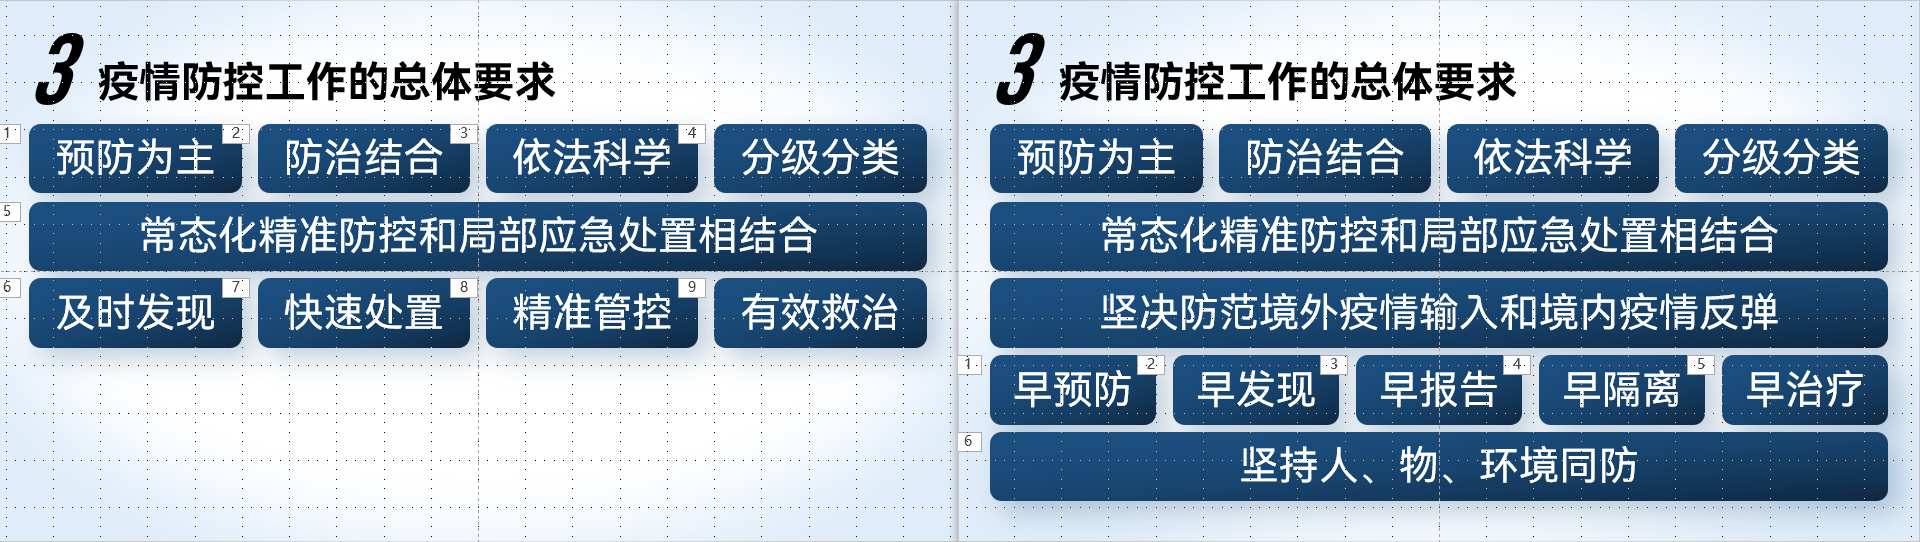 3 疫情防控工作的总体要求
1 预防为主 2 防治结合 3 依法科学 4 分级分类
5 常态化精准防控和局部应急处置相结合
6 及时发现 7 快速处置 8 精准管控 9 有效救治
3 疫情防控工作的总体要求
预防为主 防治结合 依法科学 分级分类
常态化精准防控和局部应急处置相结合
坚决防范境外疫情输入和境内疫情反弹
1 早预防 2 早发现 3 早报告 4 早隔离 5 早治疗
6 坚持人、物、环境同防